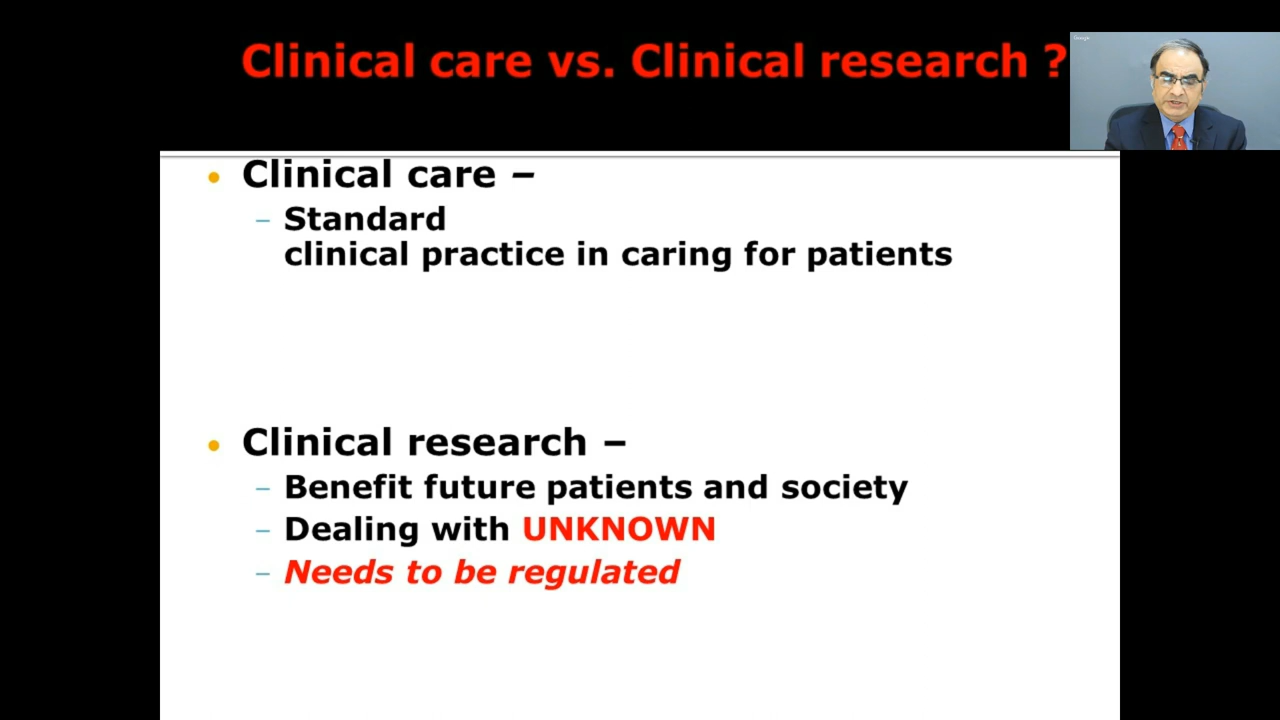 Clinical care vs. Clinical research ?
Google
• Clinical care –
– Standard
clinical practice in caring for patients
• Clinical research –
– Benefit future patients and society
– Dealing with UNKNOWN
– Needs to be regulated